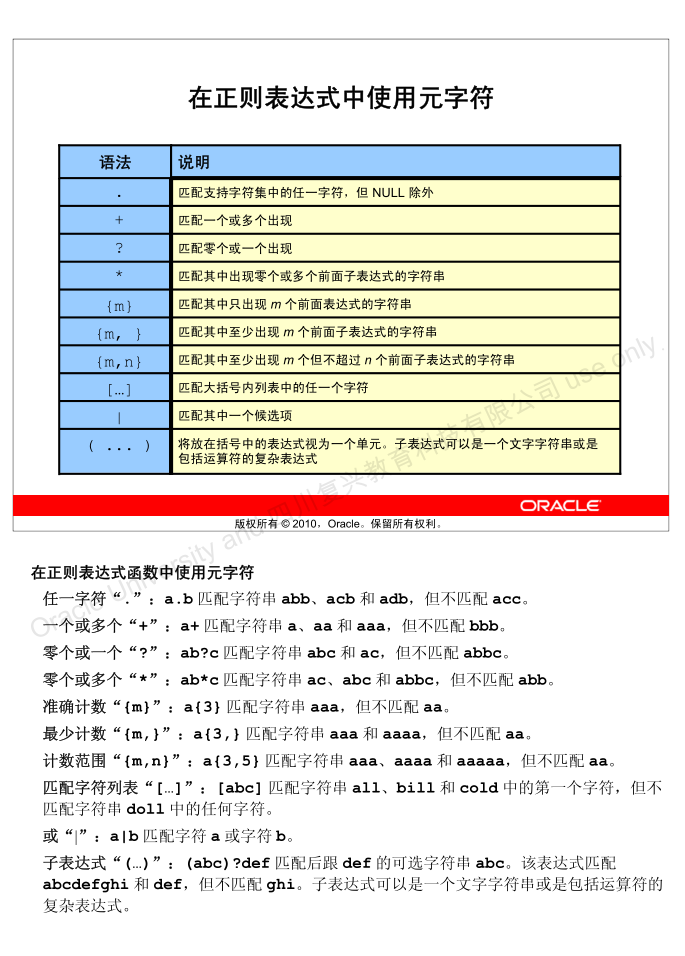 在正则表达式中使用元字符
语法 说明
. 匹配支持字符集中的任一字符，但 NULL 除外
+ 匹配一个或多个出现
? 匹配零个或一个出现
* 匹配其中出现零个或多个前面子表达式的字符串
{m} 匹配其中只出现 m 个前面表达式的字符串
{m, } 匹配其中至少出现 m 个前面子表达式的字符串
{m,n} 匹配其中至少出现 m 个但不超过 n 个前面子表达式的字符串
[…] 匹配大括号内列表中的任一个字符
| 匹配其中一个候选项
( ... ) 将放在括号中的表达式视为一个单元。子表达式可以是一个文字字符串或是
包括运算符的复杂表达式
ORACLE
版权所有 © 2010，Oracle。保留所有权利。
Oracle University and 四川复兴教育科技有限公司 use only.
在正则表达式函数中使用元字符
任一字符“.”：a.b 匹配字符串 abb、acb 和 adb，但不匹配 acc。
一个或多个“+”：a+ 匹配字符串 a、aa 和 aaa，但不匹配 bbb。
零个或一个“?”：ab?c 匹配字符串 abc 和 ac，但不匹配 abbc。
零个或多个“*”：ab*c 匹配字符串 ac、abc 和 abbc，但不匹配 abb。
准确计数“{m}”：a{3} 匹配字符串 aaa，但不匹配 aa。
最少计数“{m,}”：a{3,} 匹配字符串 aaa 和 aaaa，但不匹配 aa。
计数范围“{m,n}”：a{3,5} 匹配字符串 aaa、aaaa 和 aaaaa，但不匹配 aa。
匹配字符列表“[…]”：[abc] 匹配字符串 all、bill 和 cold 中的第一个字符，但不
匹配字符串 doll 中的任何字符。
或“|”：a|b 匹配字符 a 或字符 b。
子表达式“(…)”：(abc)?def 匹配后跟 def 的可选字符串 abc。该表达式匹配
abcdefghi 和 def，但不匹配 ghi。子表达式可以是一个文字字符串或是包括运算符的
复杂表达式。